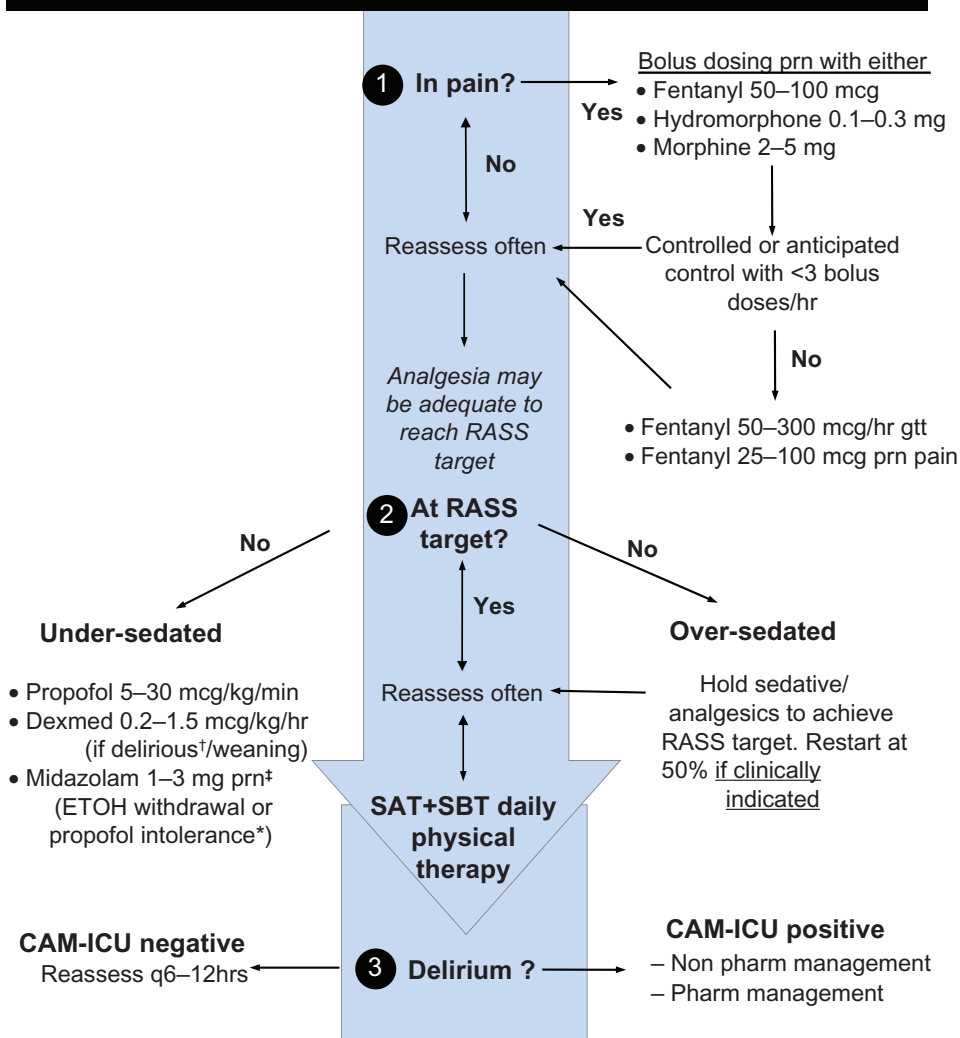 1 In pain?
Yes
No
Bolus dosing prn with either
• Fentanyl 50–100 mcg
• Hydromorphone 0.1–0.3 mg
• Morphine 2–5 mg
Yes
Reassess often
Controlled or anticipated
control with <3 bolus
doses/hr
No
Analgesia may
be adequate to
reach RASS
target
• Fentanyl 50–300 mcg/hr gtt
• Fentanyl 25–100 mcg prn pain
2 At RASS
target?
No
No
Yes
Under-sedated
• Propofol 5–30 mcg/kg/min
• Dexmed 0.2–1.5 mcg/kg/hr
(if delirious†/weaning)
• Midazolam 1–3 mg prn‡
(ETOH withdrawal or
propofol intolerance*)
Reassess often
Over-sedated
Hold sedative/
analgesics to achieve
RASS target. Restart at
50% if clinically
indicated
SAT+SBT daily
physical
therapy
CAM-ICU negative
Reassess q6–12hrs
3 Delirium ?
CAM-ICU positive
– Non pharm management
– Pharm management